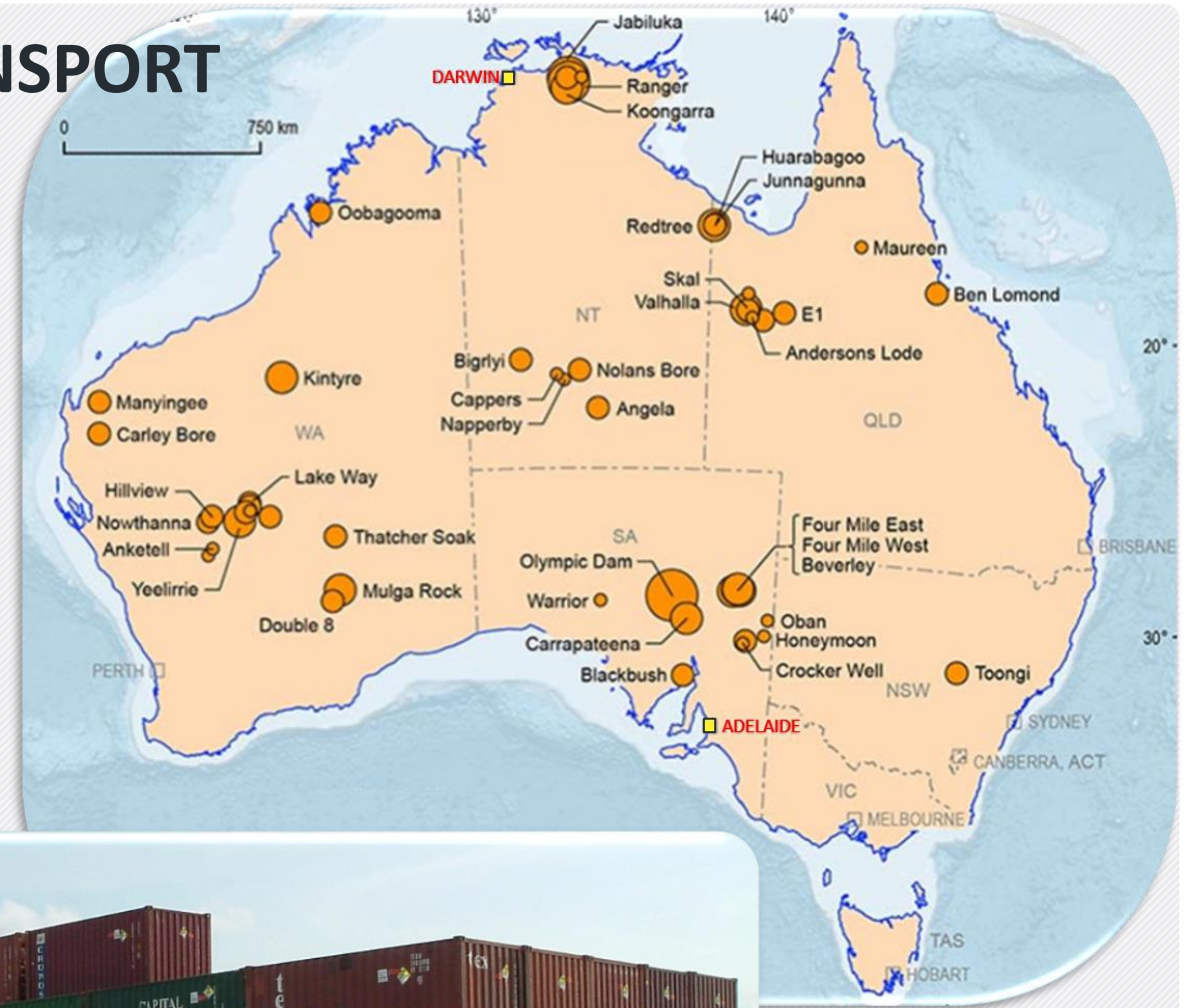 NSPORT
130°
140°
Jabiluka
DARWIN
Ranger
Koongarra
0
750 km
Huarabagoo
Junnagunna
Oobagooma
Redtree
Maureen
Skal
Valhalla
Ben Lomond
NT
E1
20°
Andersons Lode
Bigrlyi
Nolans Bore
Kintyre
Cappers
Manyingee
Angela
Napperby
QLD
Carley Bore
WA
Lake Way
Hillview
Nowthanna
Four Mile East
Four Mile West
Beverley
Thatcher Soak
SA
BRISBANE
Anketell
Olympic Dam
Yeelirrie
Mulga Rock
Warrior
Double 8
Oban
Honeymoon
30°
Carrapateena
PERTH
Blackbush
Crocker Well
Toongi
NSW
ADELAIDE
SYDNEY
CANBERRA, ACT
VIC
MELBOURNE
TAS
HOBART
CRONOS
tex
CAPITAL
te